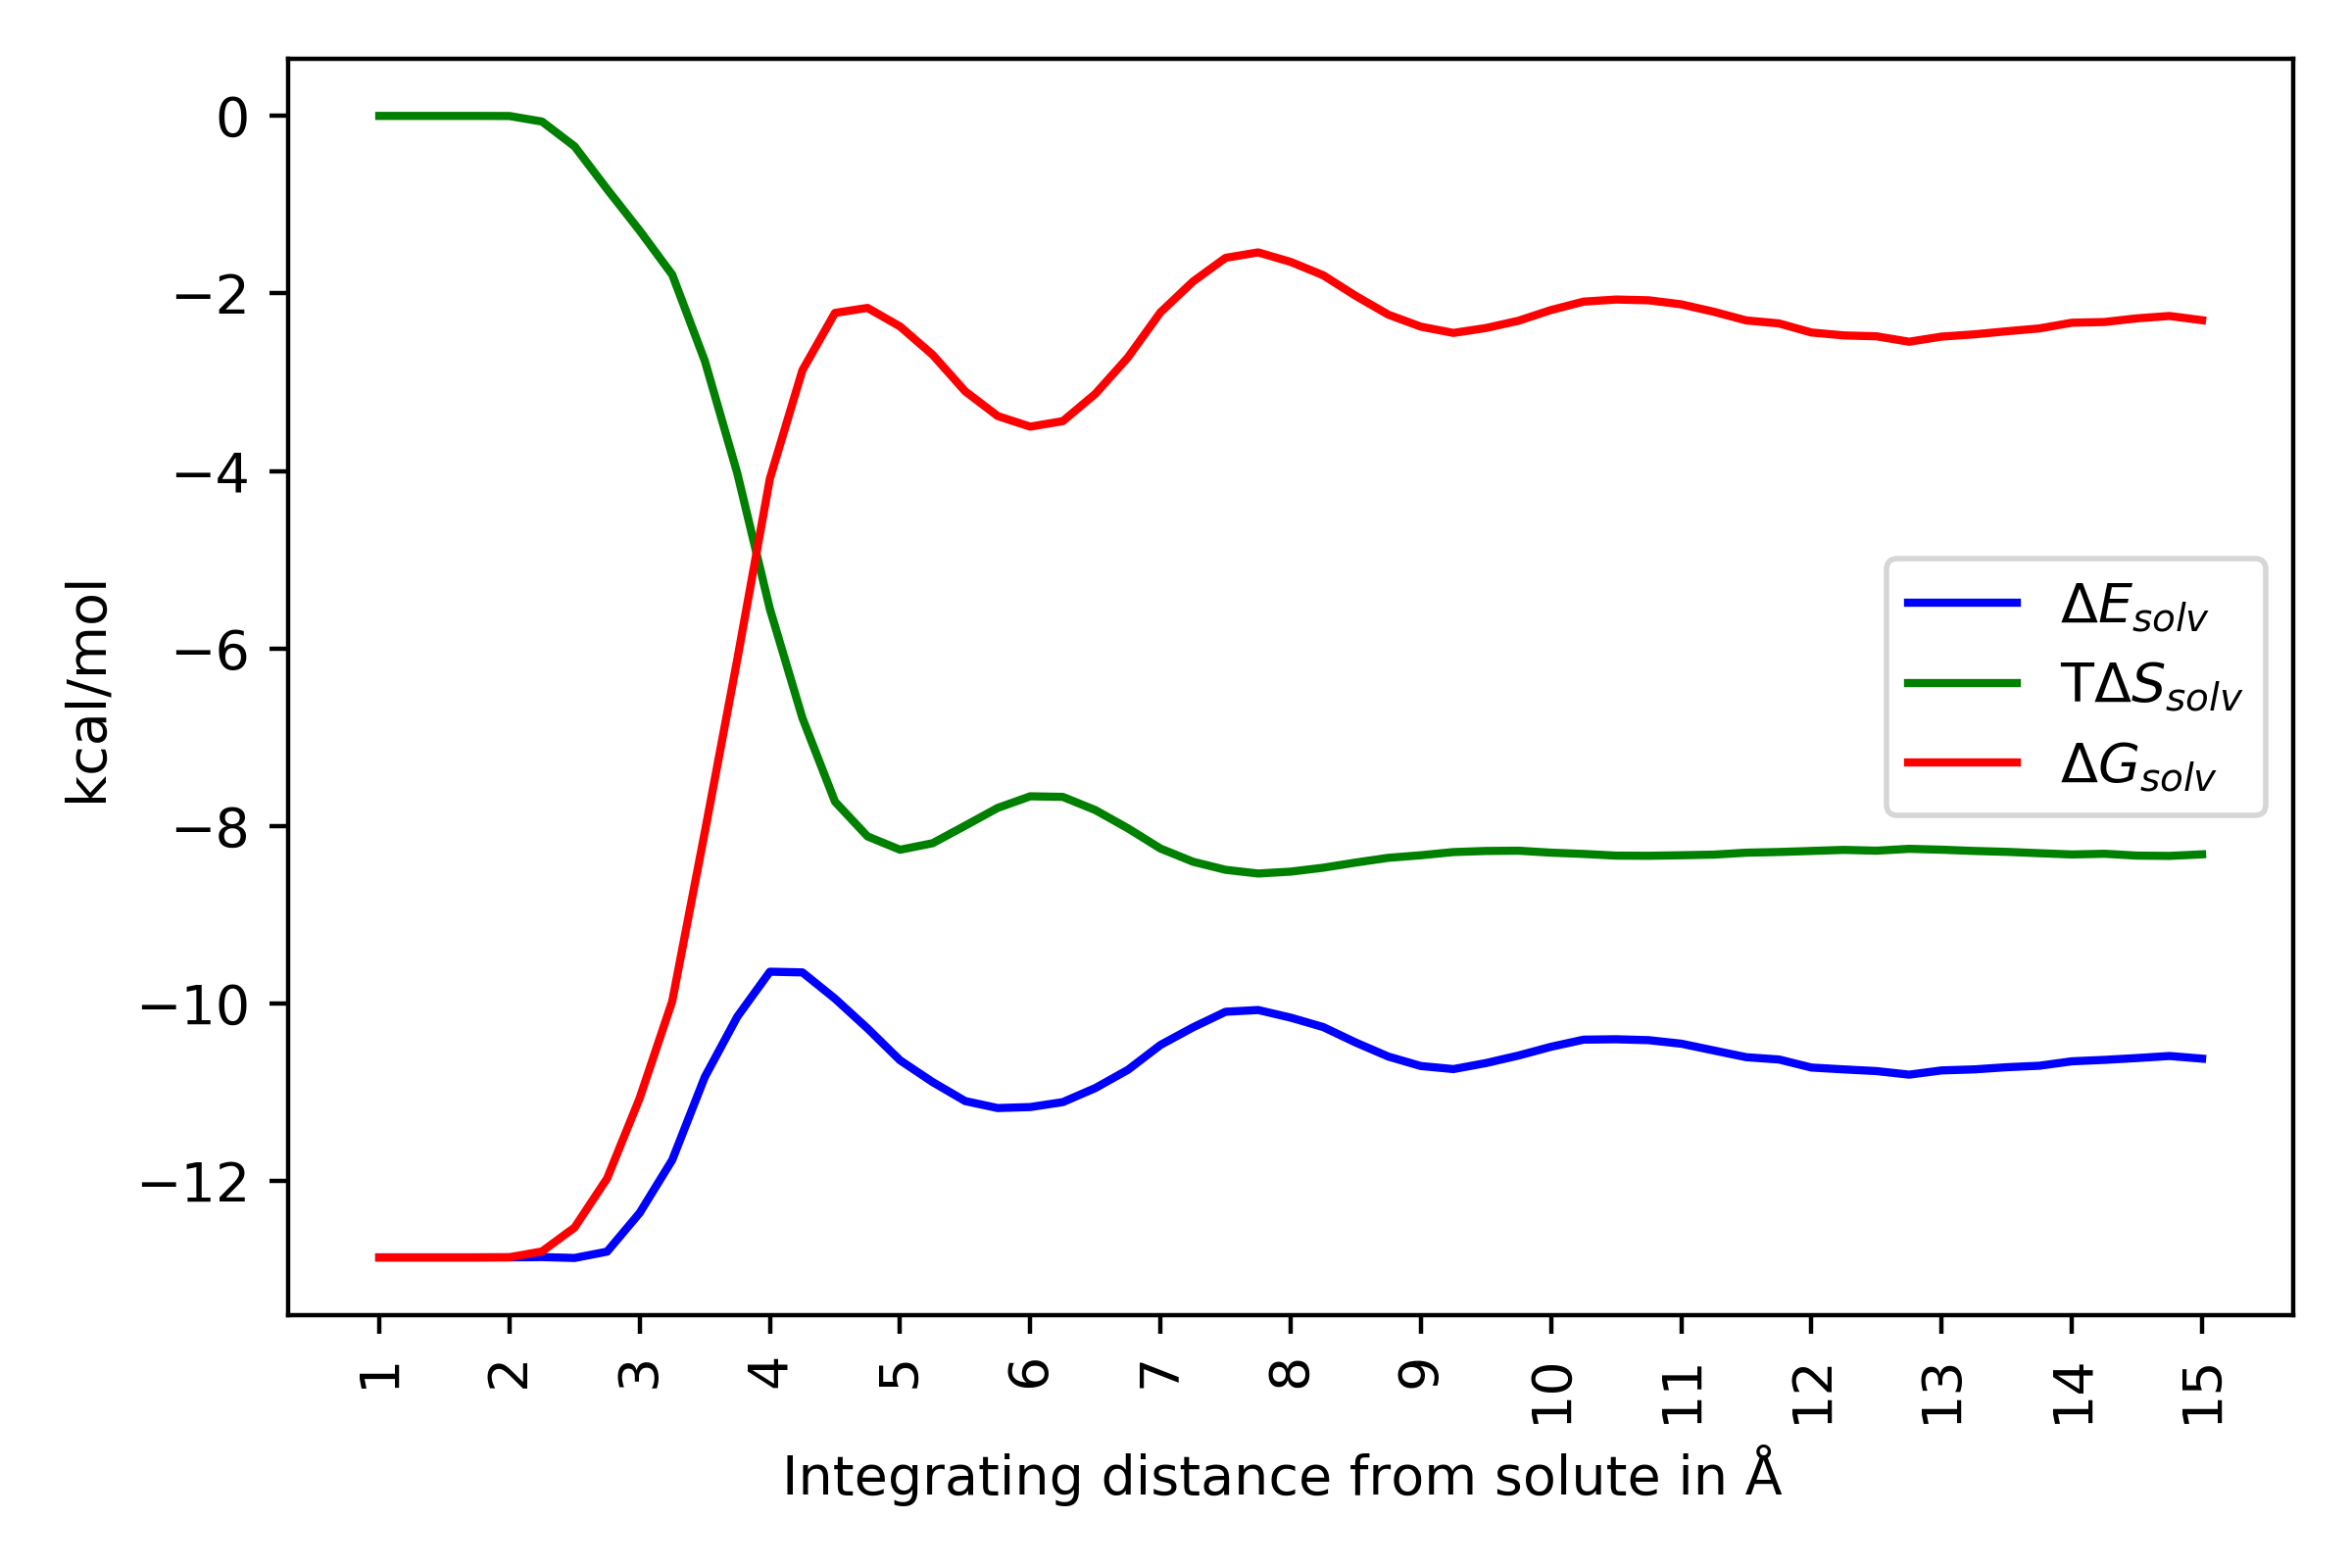 0
−2
−4
−6
−8
−10
−12
kcal/mol
ΔE_solv
TΔS_solv
ΔG_solv
1 2 3 4 5 6 7 8 9 10 11 12 13 14 15
Integrating distance from solute in Å